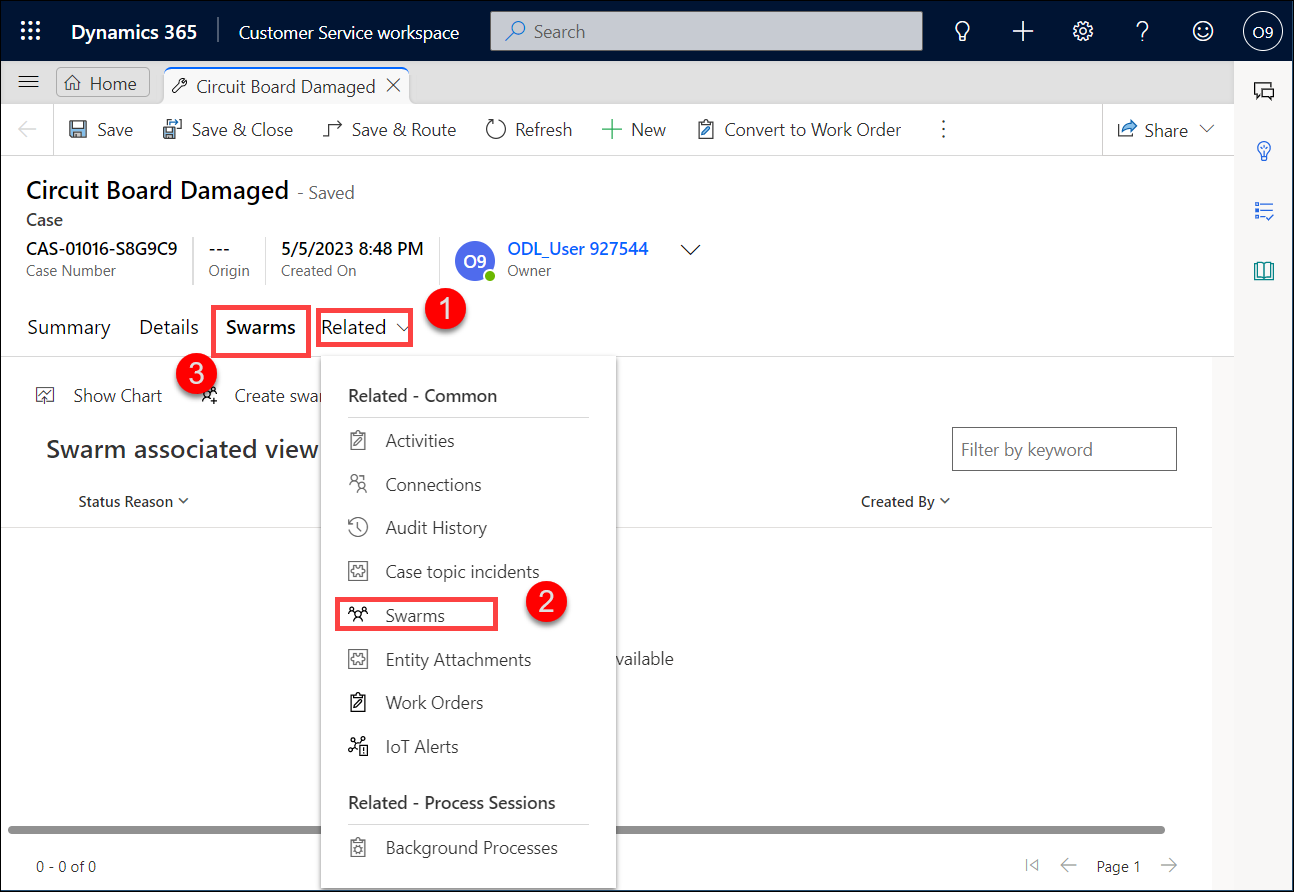 Dynamics 365 Customer Service workspace Search O9
Home Circuit Board Damaged
Save Save & Close Save & Route Refresh New Convert to Work Order Share
Circuit Board Damaged - Saved
Case
CAS-01016-S8G9C9 --- 5/5/2023 8:48 PM O9 ODL_User 927544
Case Number Origin Created On Owner
1
Summary Details Swarms Related
3
Show Chart Create swar
Related - Common
Swarm associated view Filter by keyword
Activities
Connections
Status Reason Created By
Audit History
Case topic incidents
2
Swarms
Entity Attachments vailable
Work Orders
IoT Alerts
Related - Process Sessions
Background Processes
0 - 0 of 0 Page 1